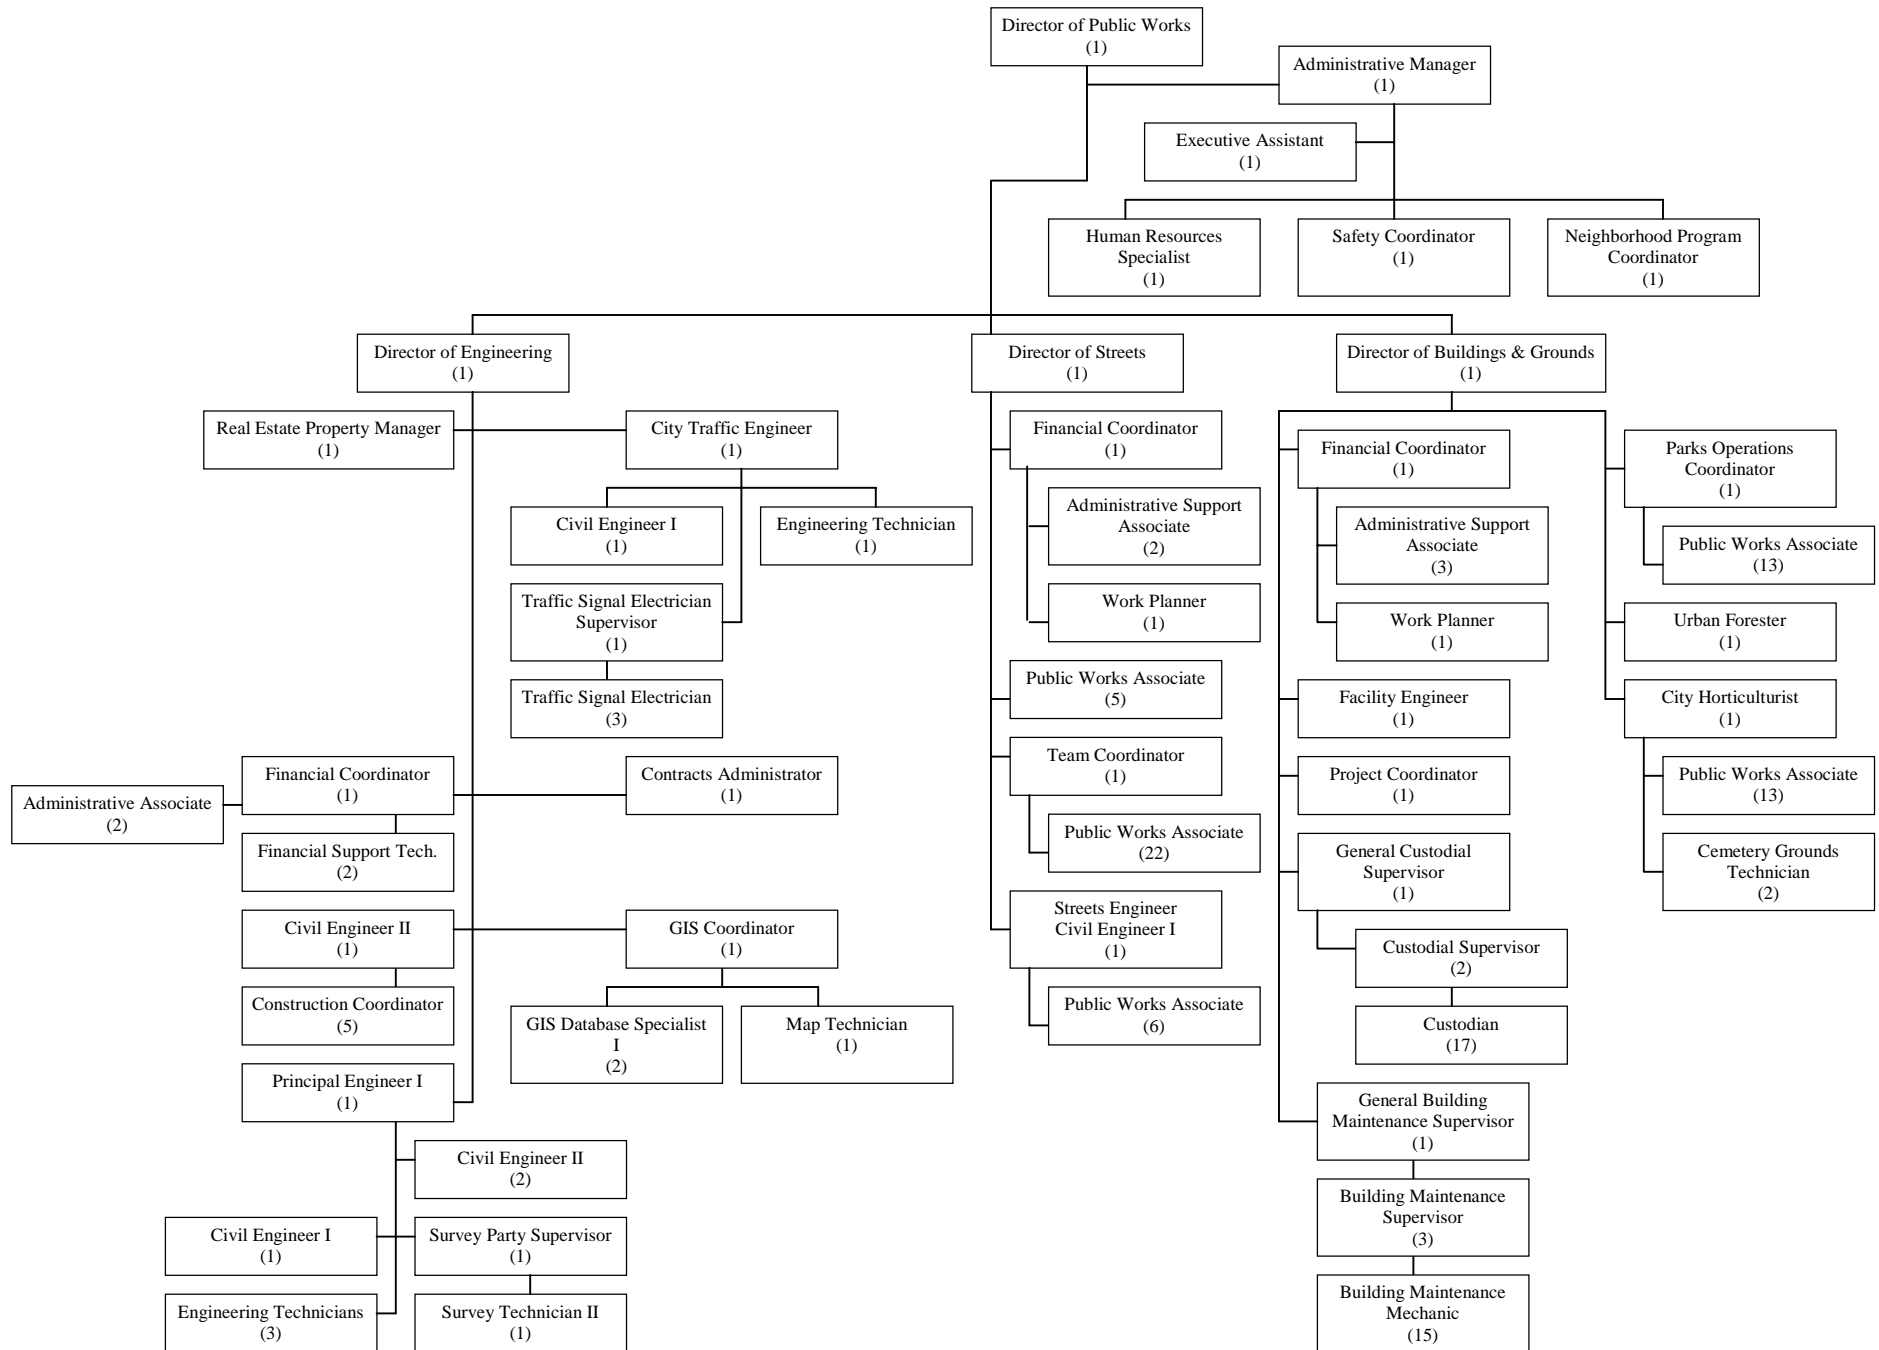 Director of Public Works
(1)
Administrative Manager
(1)
Executive Assistant
(1)
Human Resources
Specialist
(1)
Safety Coordinator
(1)
Neighborhood Program
Coordinator
(1)
Director of Engineering
(1)
Director of Streets
(1)
Director of Buildings & Grounds
(1)
Real Estate Property Manager
(1)
City Traffic Engineer
(1)
Civil Engineer I
(1)
Engineering Technician
(1)
Traffic Signal Electrician
Supervisor
(1)
Traffic Signal Electrician
(3)
Financial Coordinator
(1)
Contracts Administrator
(1)
Administrative Associate
(2)
Financial Support Tech.
(2)
Civil Engineer II
(1)
GIS Coordinator
(1)
Construction Coordinator
(5)
GIS Database Specialist
I
(2)
Map Technician
(1)
Principal Engineer I
(1)
Civil Engineer II
(2)
Civil Engineer I
(1)
Survey Party Supervisor
(1)
Engineering Technicians
(3)
Survey Technician II
(1)
Financial Coordinator
(1)
Administrative Support
Associate
(2)
Work Planner
(1)
Public Works Associate
(5)
Team Coordinator
(1)
Public Works Associate
(22)
Streets Engineer
Civil Engineer I
(1)
Public Works Associate
(6)
Financial Coordinator
(1)
Administrative Support
Associate
(3)
Work Planner
(1)
Facility Engineer
(1)
Project Coordinator
(1)
General Custodial
Supervisor
(1)
Custodial Supervisor
(2)
Custodian
(17)
General Building
Maintenance Supervisor
(1)
Building Maintenance
Supervisor
(3)
Building Maintenance
Mechanic
(15)
Parks Operations
Coordinator
(1)
Public Works Associate
(13)
Urban Forester
(1)
City Horticulturist
(1)
Public Works Associate
(13)
Cemetery Grounds
Technician
(2)